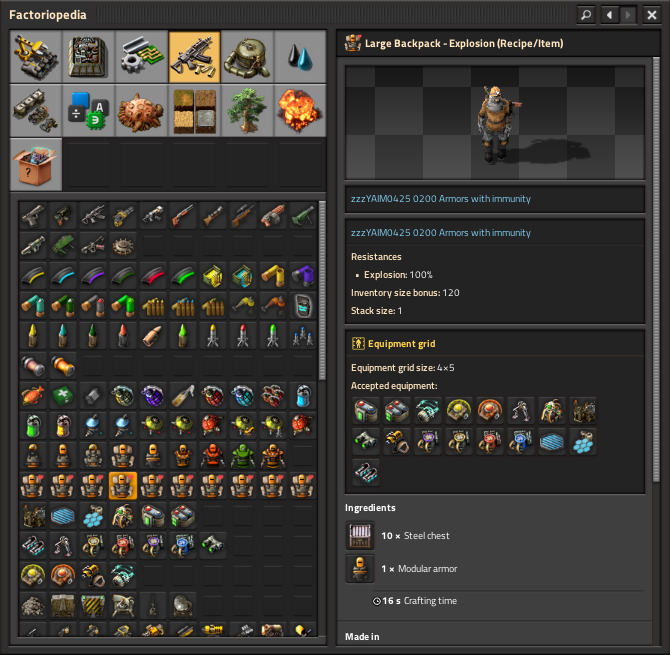 Factoriopedia
Large Backpack - Explosion (Recipe/Item)
zzzYAIM0425 0200 Armors with immunity
zzzYAIM0425 0200 Armors with immunity
Resistances
• Explosion: 100%
Inventory size bonus: 120
Stack size: 1
Equipment grid
Equipment grid size: 4×5
Accepted equipment:
Ingredients
10 × Steel chest
1 × Modular armor
16 s Crafting time
Made in